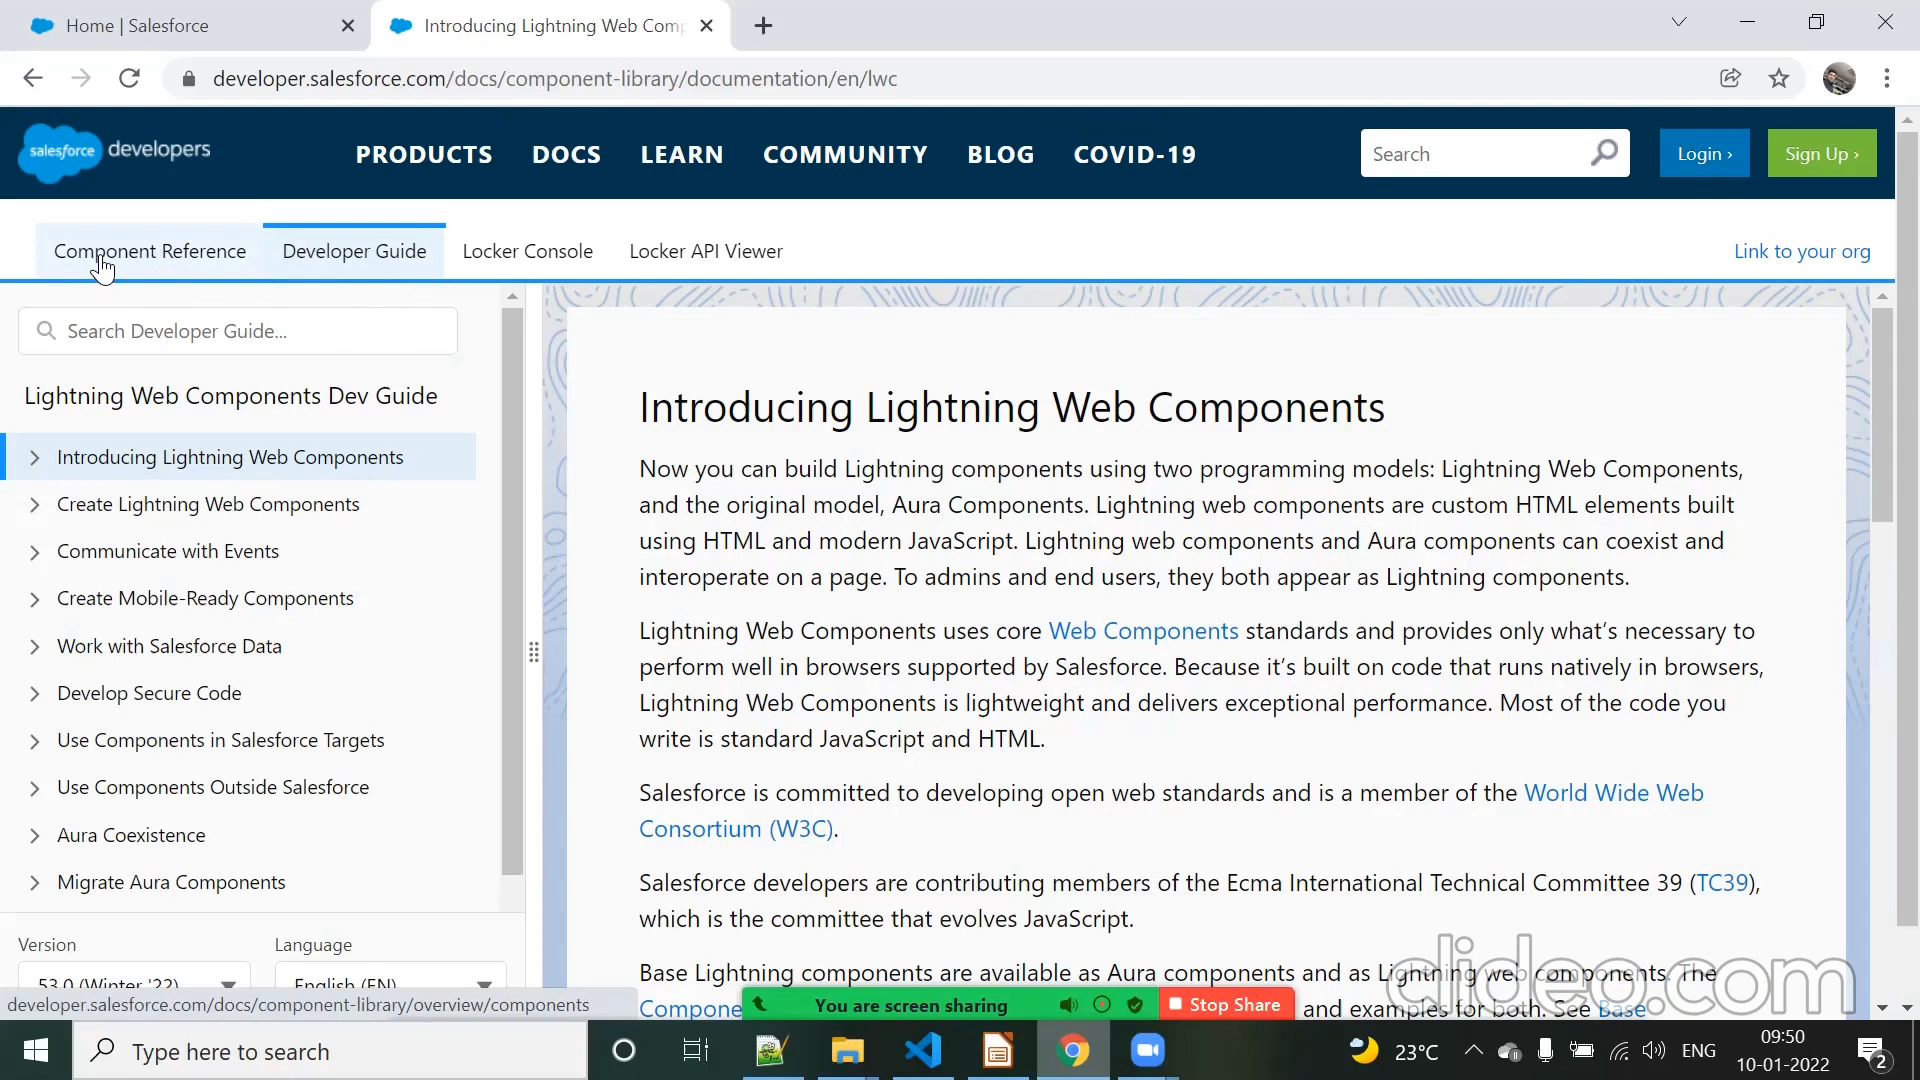 Home | Salesforce
Introducing Lightning Web Comp
developer.salesforce.com/docs/component-library/documentation/en/lwc
salesforce developers
PRODUCTS DOCS LEARN COMMUNITY BLOG COVID-19
Search
Login ›
Sign Up ›
Component Reference Developer Guide Locker Console Locker API Viewer
Link to your org
Search Developer Guide...
Lightning Web Components Dev Guide
Introducing Lightning Web Components
Create Lightning Web Components
Communicate with Events
Create Mobile-Ready Components
Work with Salesforce Data
Develop Secure Code
Use Components in Salesforce Targets
Use Components Outside Salesforce
Aura Coexistence
Migrate Aura Components
Version Language
53.0 (Winter '22) English (EN)
developer.salesforce.com/docs/component-library/overview/components
Introducing Lightning Web Components
Now you can build Lightning components using two programming models: Lightning Web Components,
and the original model, Aura Components. Lightning web components are custom HTML elements built
using HTML and modern JavaScript. Lightning web components and Aura components can coexist and
interoperate on a page. To admins and end users, they both appear as Lightning components.
Lightning Web Components uses core Web Components standards and provides only what's necessary to
perform well in browsers supported by Salesforce. Because it's built on code that runs natively in browsers,
Lightning Web Components is lightweight and delivers exceptional performance. Most of the code you
write is standard JavaScript and HTML.
Salesforce is committed to developing open web standards and is a member of the World Wide Web
Consortium (W3C).
Salesforce developers are contributing members of the Ecma International Technical Committee 39 (TC39),
which is the committee that evolves JavaScript.
Base Lightning components are available as Aura components and as Lightning web components. The
Compone and examples for both. See Base
You are screen sharing
Stop Share
clideo.com
Type here to search
23°C
ENG
09:50
10-01-2022
2